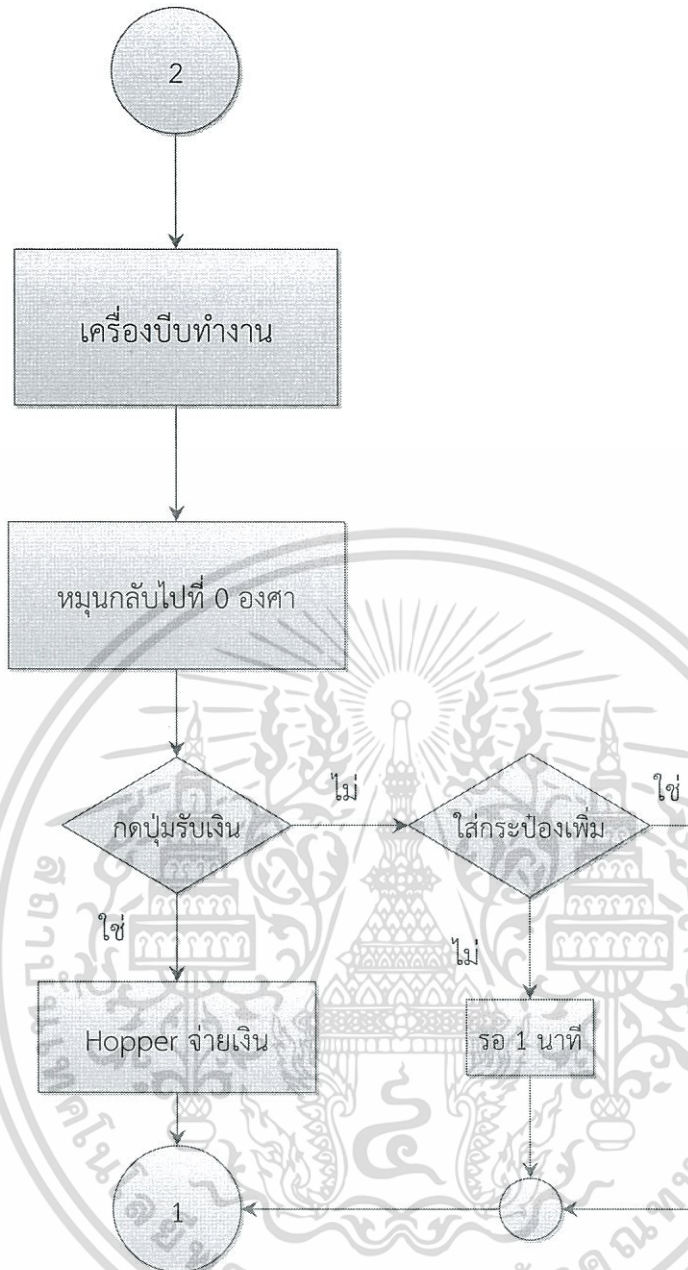 2
เครื่องบีบทำงาน
หมุนกลับไปที่ 0 องศา
กดปุ่มรับเงิน
ไม่
ใส่กระป๋องเพิ่ม
ใช่
ใช่
ไม่
Hopper จ่ายเงิน
รอ 1 นาที
1